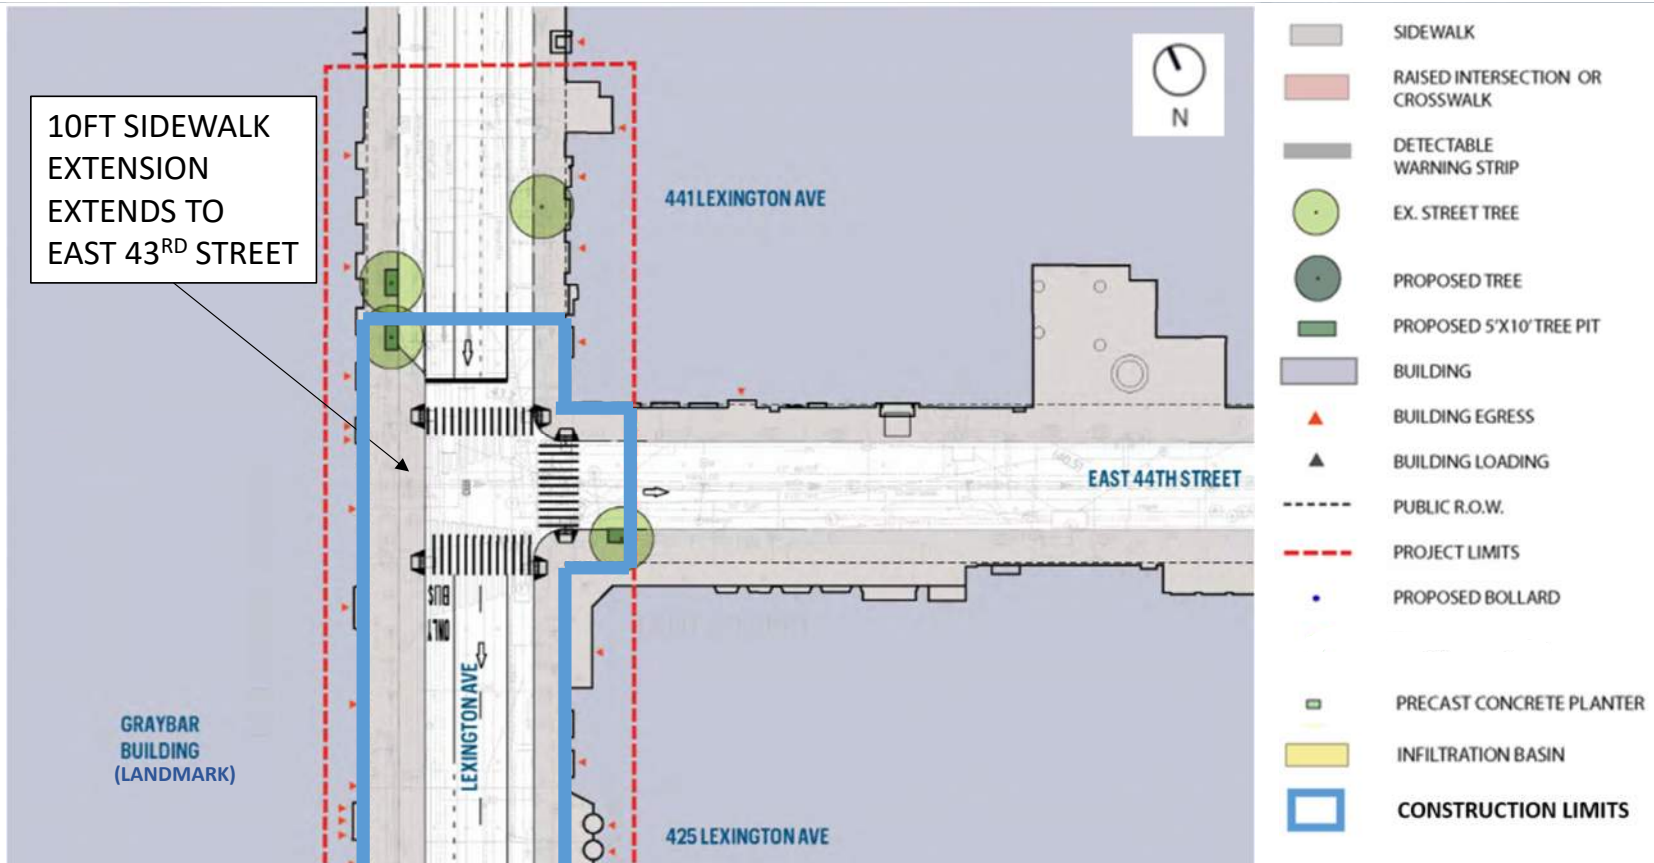 10FT SIDEWALK
EXTENSION
EXTENDS TO
EAST 43RD STREET
441 LEXINGTON AVE
N
EAST 44TH STREET
BUS
ONLY
LEXINGTON AVE
GRAYBAR
BUILDING
(LANDMARK)
425 LEXINGTON AVE
SIDEWALK
RAISED INTERSECTION OR
CROSSWALK
DETECTABLE
WARNING STRIP
EX. STREET TREE
PROPOSED TREE
PROPOSED 5'X10' TREE PIT
BUILDING
BUILDING EGRESS
BUILDING LOADING
PUBLIC R.O.W.
PROJECT LIMITS
PROPOSED BOLLARD
PRECAST CONCRETE PLANTER
INFILTRATION BASIN
CONSTRUCTION LIMITS